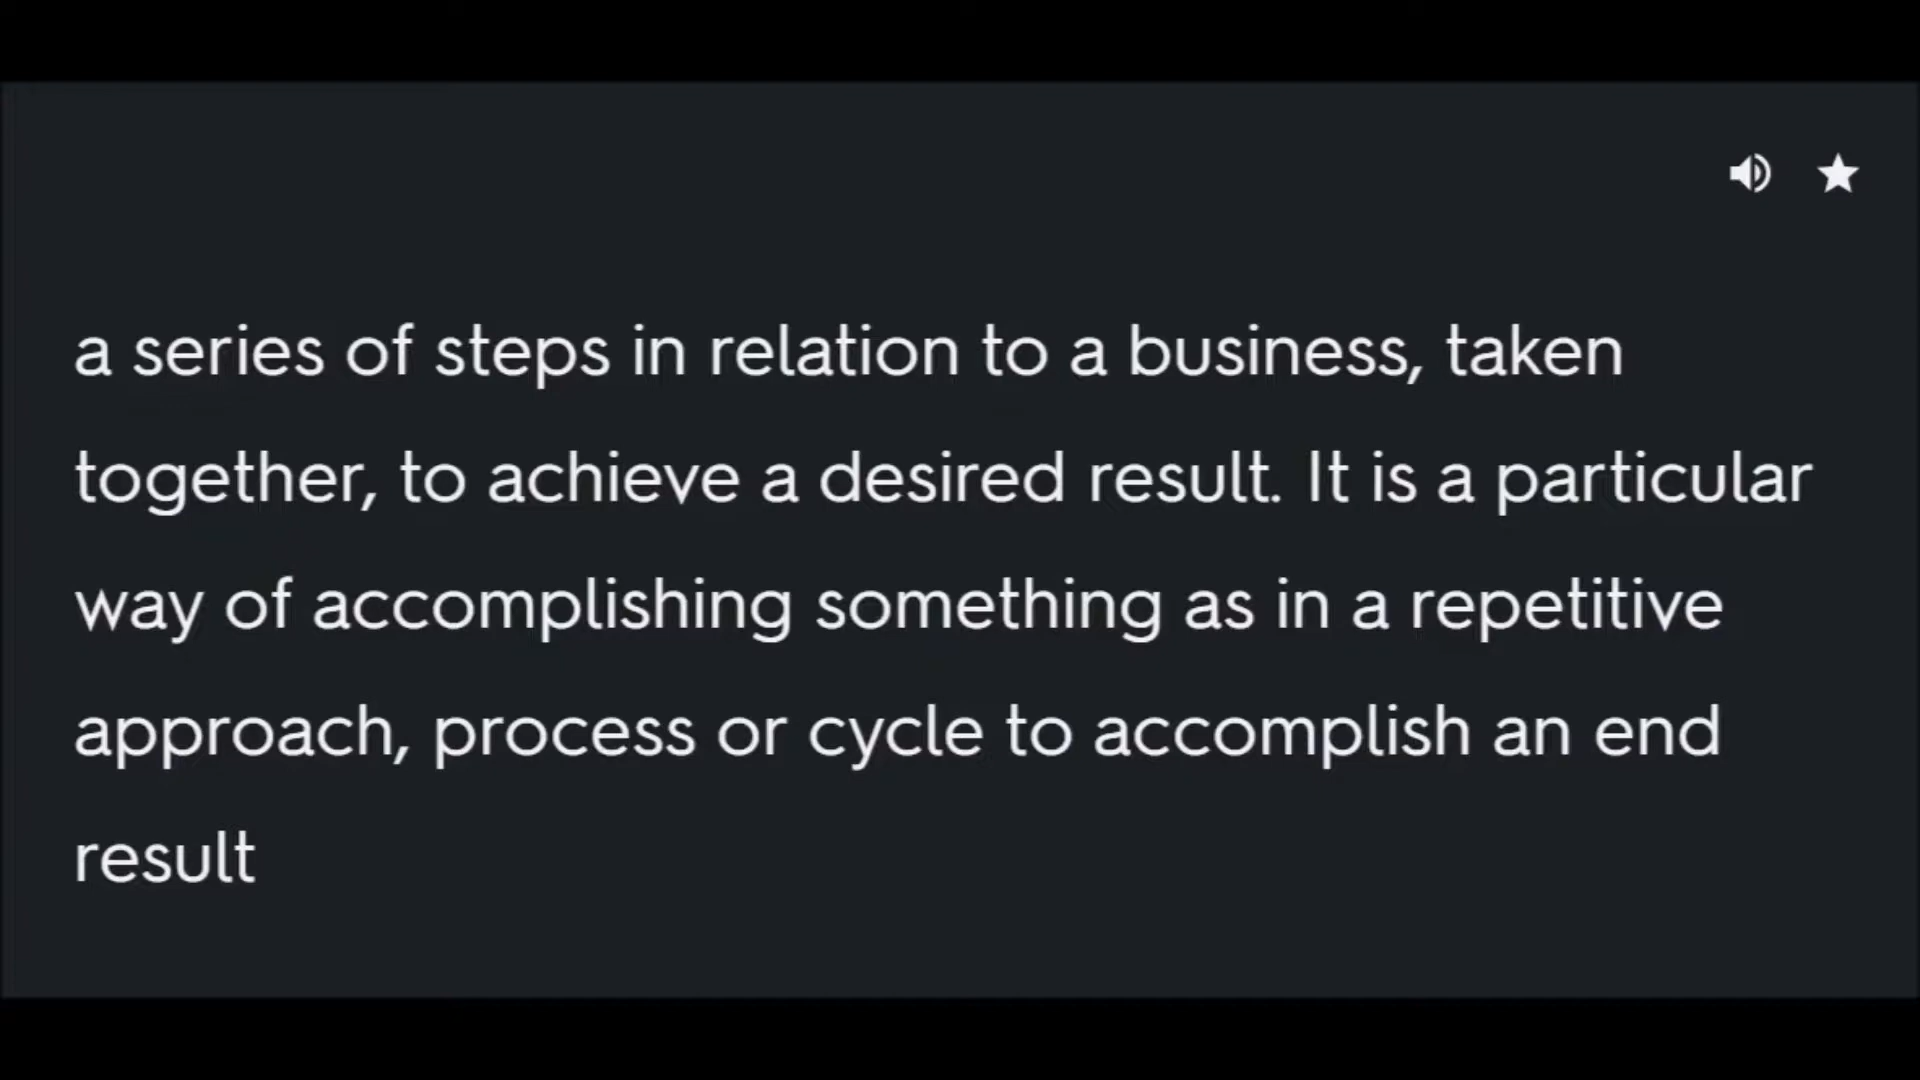 a series of steps in relation to a business, taken
together, to achieve a desired result. It is a particular
way of accomplishing something as in a repetitive
approach, process or cycle to accomplish an end
result